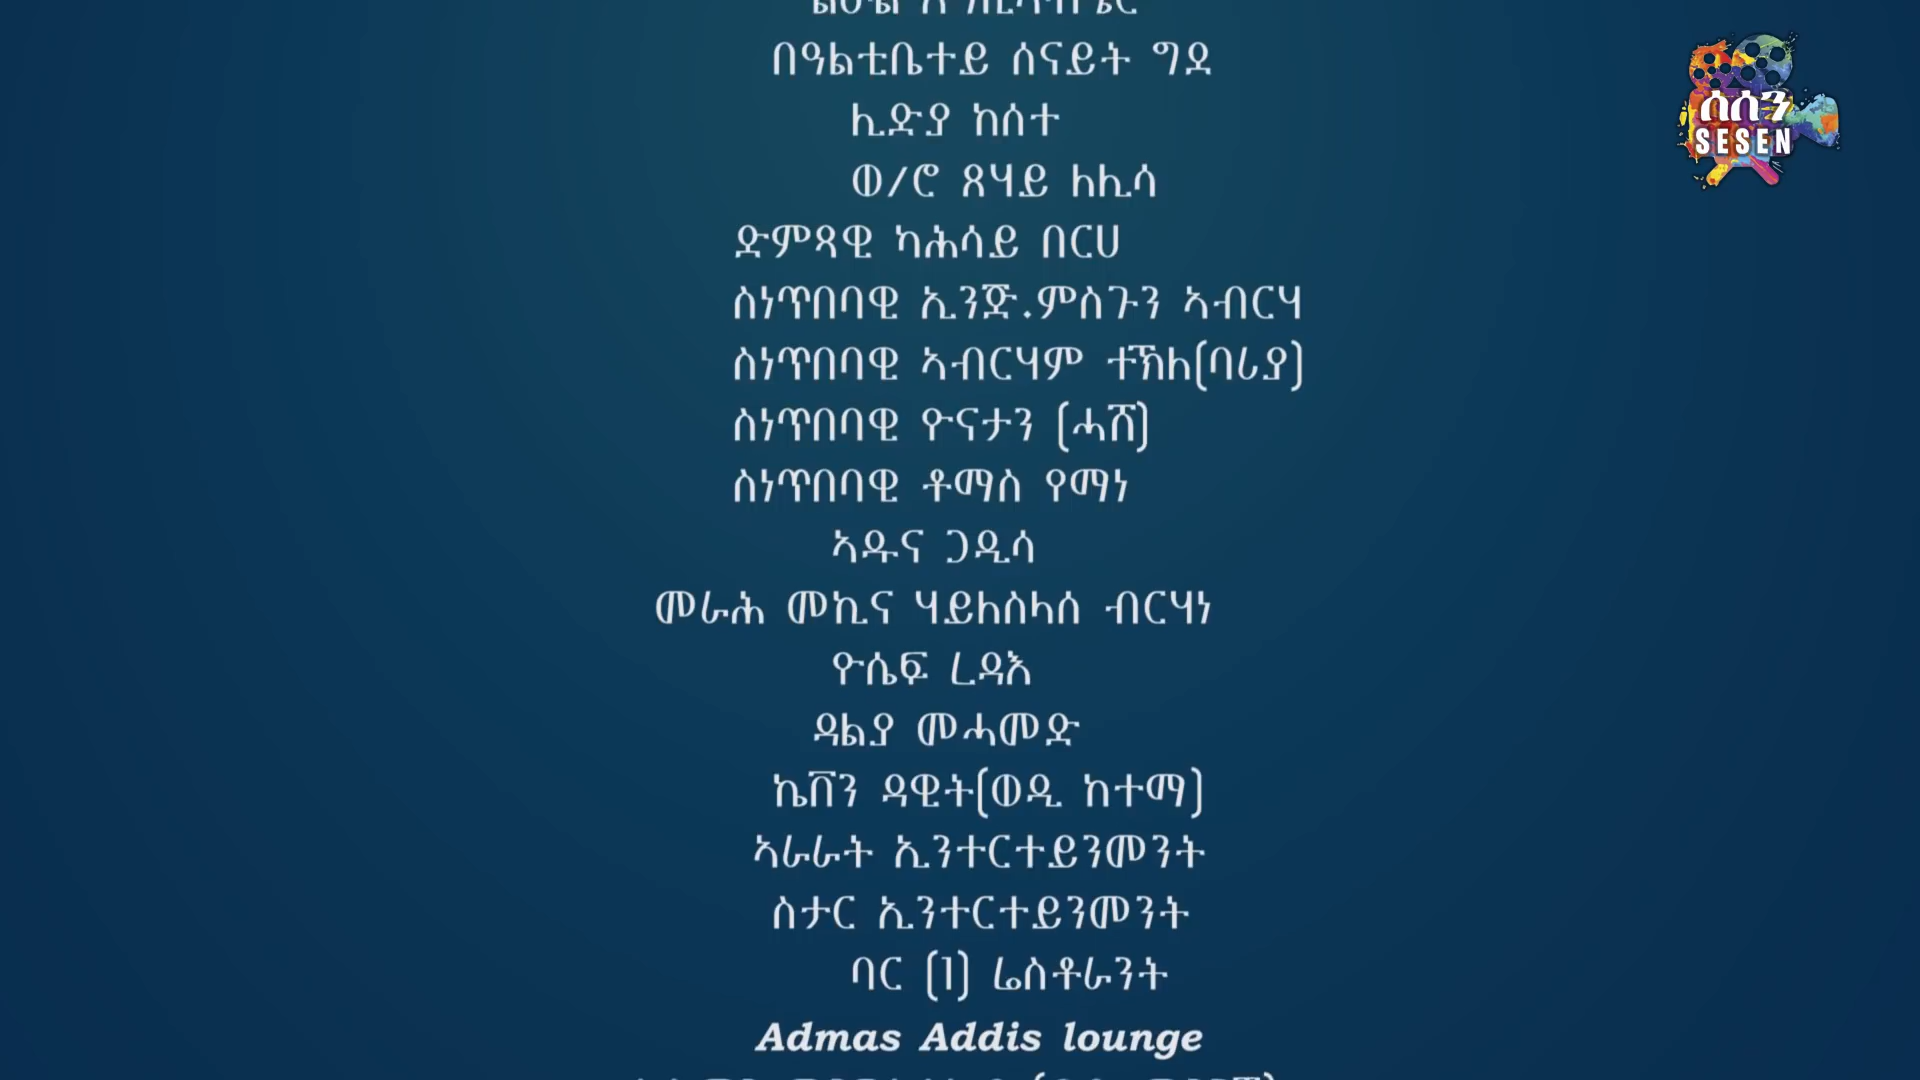 በዓልቲቤተይ ሰናይት ግደ
ሊድያ ከሰተ
ወ/ሮ ጸሃይ ለሊሳ
ድምጻዊ ካሕሳይ በርሀ
ስነጥበባዊ ኢንጅ.ምስጉን ኣብርሃ
ስነጥበባዊ ኣብርሃም ተኽለ(ባሪያ)
ስነጥበባዊ ዮናታን (ሓሸ)
ስነጥበባዊ ቶማስ የማነ
ኣዱና ጋዲሳ
መራሕ መኪና ሃይለስላሰ ብርሃነ
ዮሴፍ ረዳእ
ዳልያ መሓመድ
ኬቨን ዳዊት(ወዲ ከተማ)
ኣራራት ኢንተርተይንመንት
ስታር ኢንተርተይንመንት
ባር (1) ሬስቶራንት
Admas Addis lounge
ሰሰን
SESEN